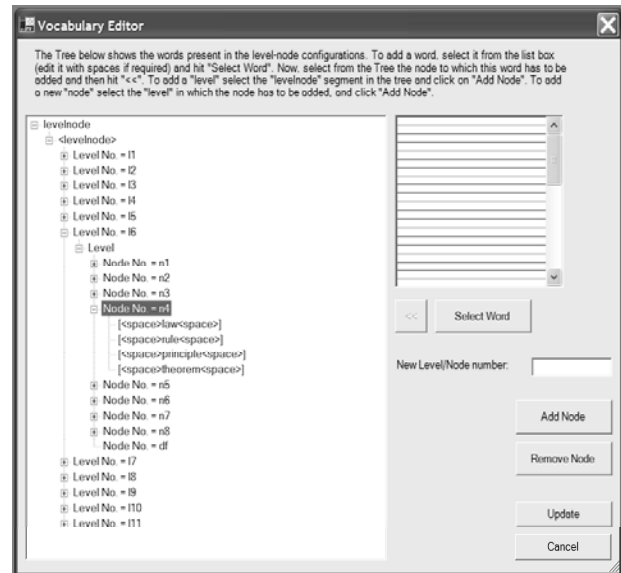 Vocabulary Editor
The Tree below shows the words present in the level-node configurations. To add a word, select it from the list box
(edit it with spaces if required) and hit "Select Word". Now, select from the Tree the node to which this word has to be
added and then hit "<<". To add a "level" select the "levelnode" segment in the tree and click on "Add Node". To add
a new "node" select the "level" in which the node has to be added, and click "Add Node".
levelnode
<levelnode>
Level No. = l1
Level No. = l2
Level No. = l3
Level No. = l4
Level No. = l5
Level No. = l6
Level
Node No. = n1
Node No. = n2
Node No. = n3
Node No. = n4
[<space>law<space>]
[<space>rule<space>]
[<space>principle<space>]
[<space>theorem<space>]
Node No. = n5
Node No. = n6
Node No. = n7
Node No. = n8
Node No. = df
Level No. = l7
Level No. = l8
Level No. = l9
Level No. = l10
Level No. = l11
<< Select Word
New Level/Node number:
Add Node
Remove Node
Update
Cancel